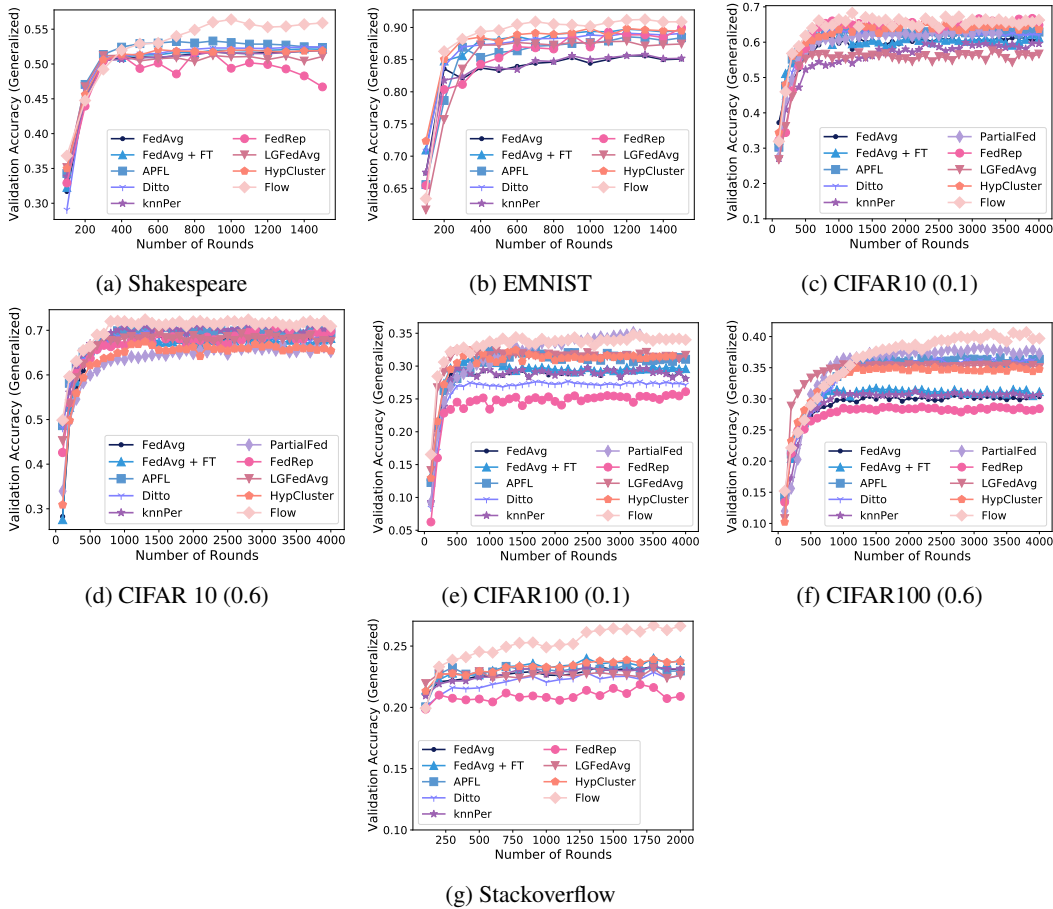 Validation Accuracy (Generalized)
0.55
0.50
0.45
0.40
0.35
0.30
FedAvg
FedAvg + FT
APFL
Ditto
knnPer
FedRep
LGFedAvg
HypCluster
Flow
200 400 600 800 1000 1200 1400
Number of Rounds
(a) Shakespeare
Validation Accuracy (Generalized)
0.90
0.85
0.80
0.75
0.70
0.65
FedAvg
FedAvg + FT
APFL
Ditto
knnPer
FedRep
LGFedAvg
HypCluster
Flow
200 400 600 800 1000 1200 1400
Number of Rounds
(b) EMNIST
Validation Accuracy (Generalized)
0.7
0.6
0.5
0.4
0.3
0.2
0.1
FedAvg
FedAvg + FT
APFL
Ditto
knnPer
PartialFed
FedRep
LGFedAvg
HypCluster
Flow
0 500 1000 1500 2000 2500 3000 3500 4000
Number of Rounds
(c) CIFAR10 (0.1)
Validation Accuracy (Generalized)
0.7
0.6
0.5
0.4
0.3
FedAvg
FedAvg + FT
APFL
Ditto
knnPer
PartialFed
FedRep
LGFedAvg
HypCluster
Flow
0 500 1000 1500 2000 2500 3000 3500 4000
Number of Rounds
(d) CIFAR 10 (0.6)
Validation Accuracy (Generalized)
0.35
0.30
0.25
0.20
0.15
0.10
0.05
FedAvg
FedAvg + FT
APFL
Ditto
knnPer
PartialFed
FedRep
LGFedAvg
HypCluster
Flow
0 500 1000 1500 2000 2500 3000 3500 4000
Number of Rounds
(e) CIFAR100 (0.1)
Validation Accuracy (Generalized)
0.40
0.35
0.30
0.25
0.20
0.15
0.10
FedAvg
FedAvg + FT
APFL
Ditto
knnPer
PartialFed
FedRep
LGFedAvg
HypCluster
Flow
0 500 1000 1500 2000 2500 3000 3500 4000
Number of Rounds
(f) CIFAR100 (0.6)
Validation Accuracy (Generalized)
0.25
0.20
0.15
0.10
FedAvg
FedAvg + FT
APFL
Ditto
knnPer
FedRep
LGFedAvg
HypCluster
Flow
250 500 750 1000 1250 1500 1750 2000
Number of Rounds
(g) Stackoverflow